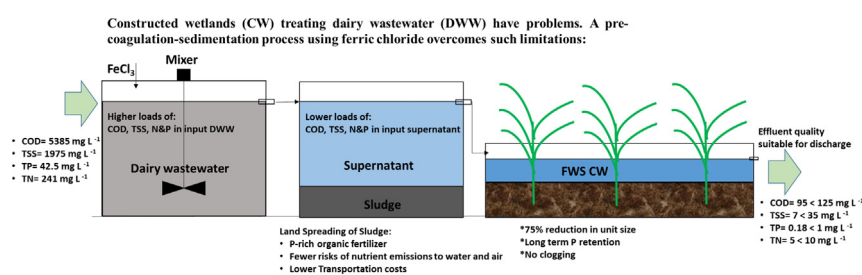 Constructed wetlands (CW) treating dairy wastewater (DWW) have problems. A pre-
coagulation-sedimentation process using ferric chloride overcomes such limitations:
Mixer
FeCl3
Higher loads of:
COD, TSS, N&P in input DWW
Dairy wastewater
• COD= 5385 mg L -1
• TSS= 1975 mg L -1
• TP= 42.5 mg L -1
• TN= 241 mg L -1
Lower loads of:
COD, TSS, N&P in input supernatant
Supernatant
Sludge
Land Spreading of Sludge:
• P-rich organic fertilizer
• Fewer risks of nutrient emissions to water and air
• Lower Transportation costs
FWS CW
*75% reduction in unit size
*Long term P retention
*No clogging
Effluent quality
suitable for discharge
• COD= 95 < 125 mg L -1
• TSS= 7 < 35 mg L -1
• TP= 0.18 < 1 mg L -1
• TN= 5 < 10 mg L -1